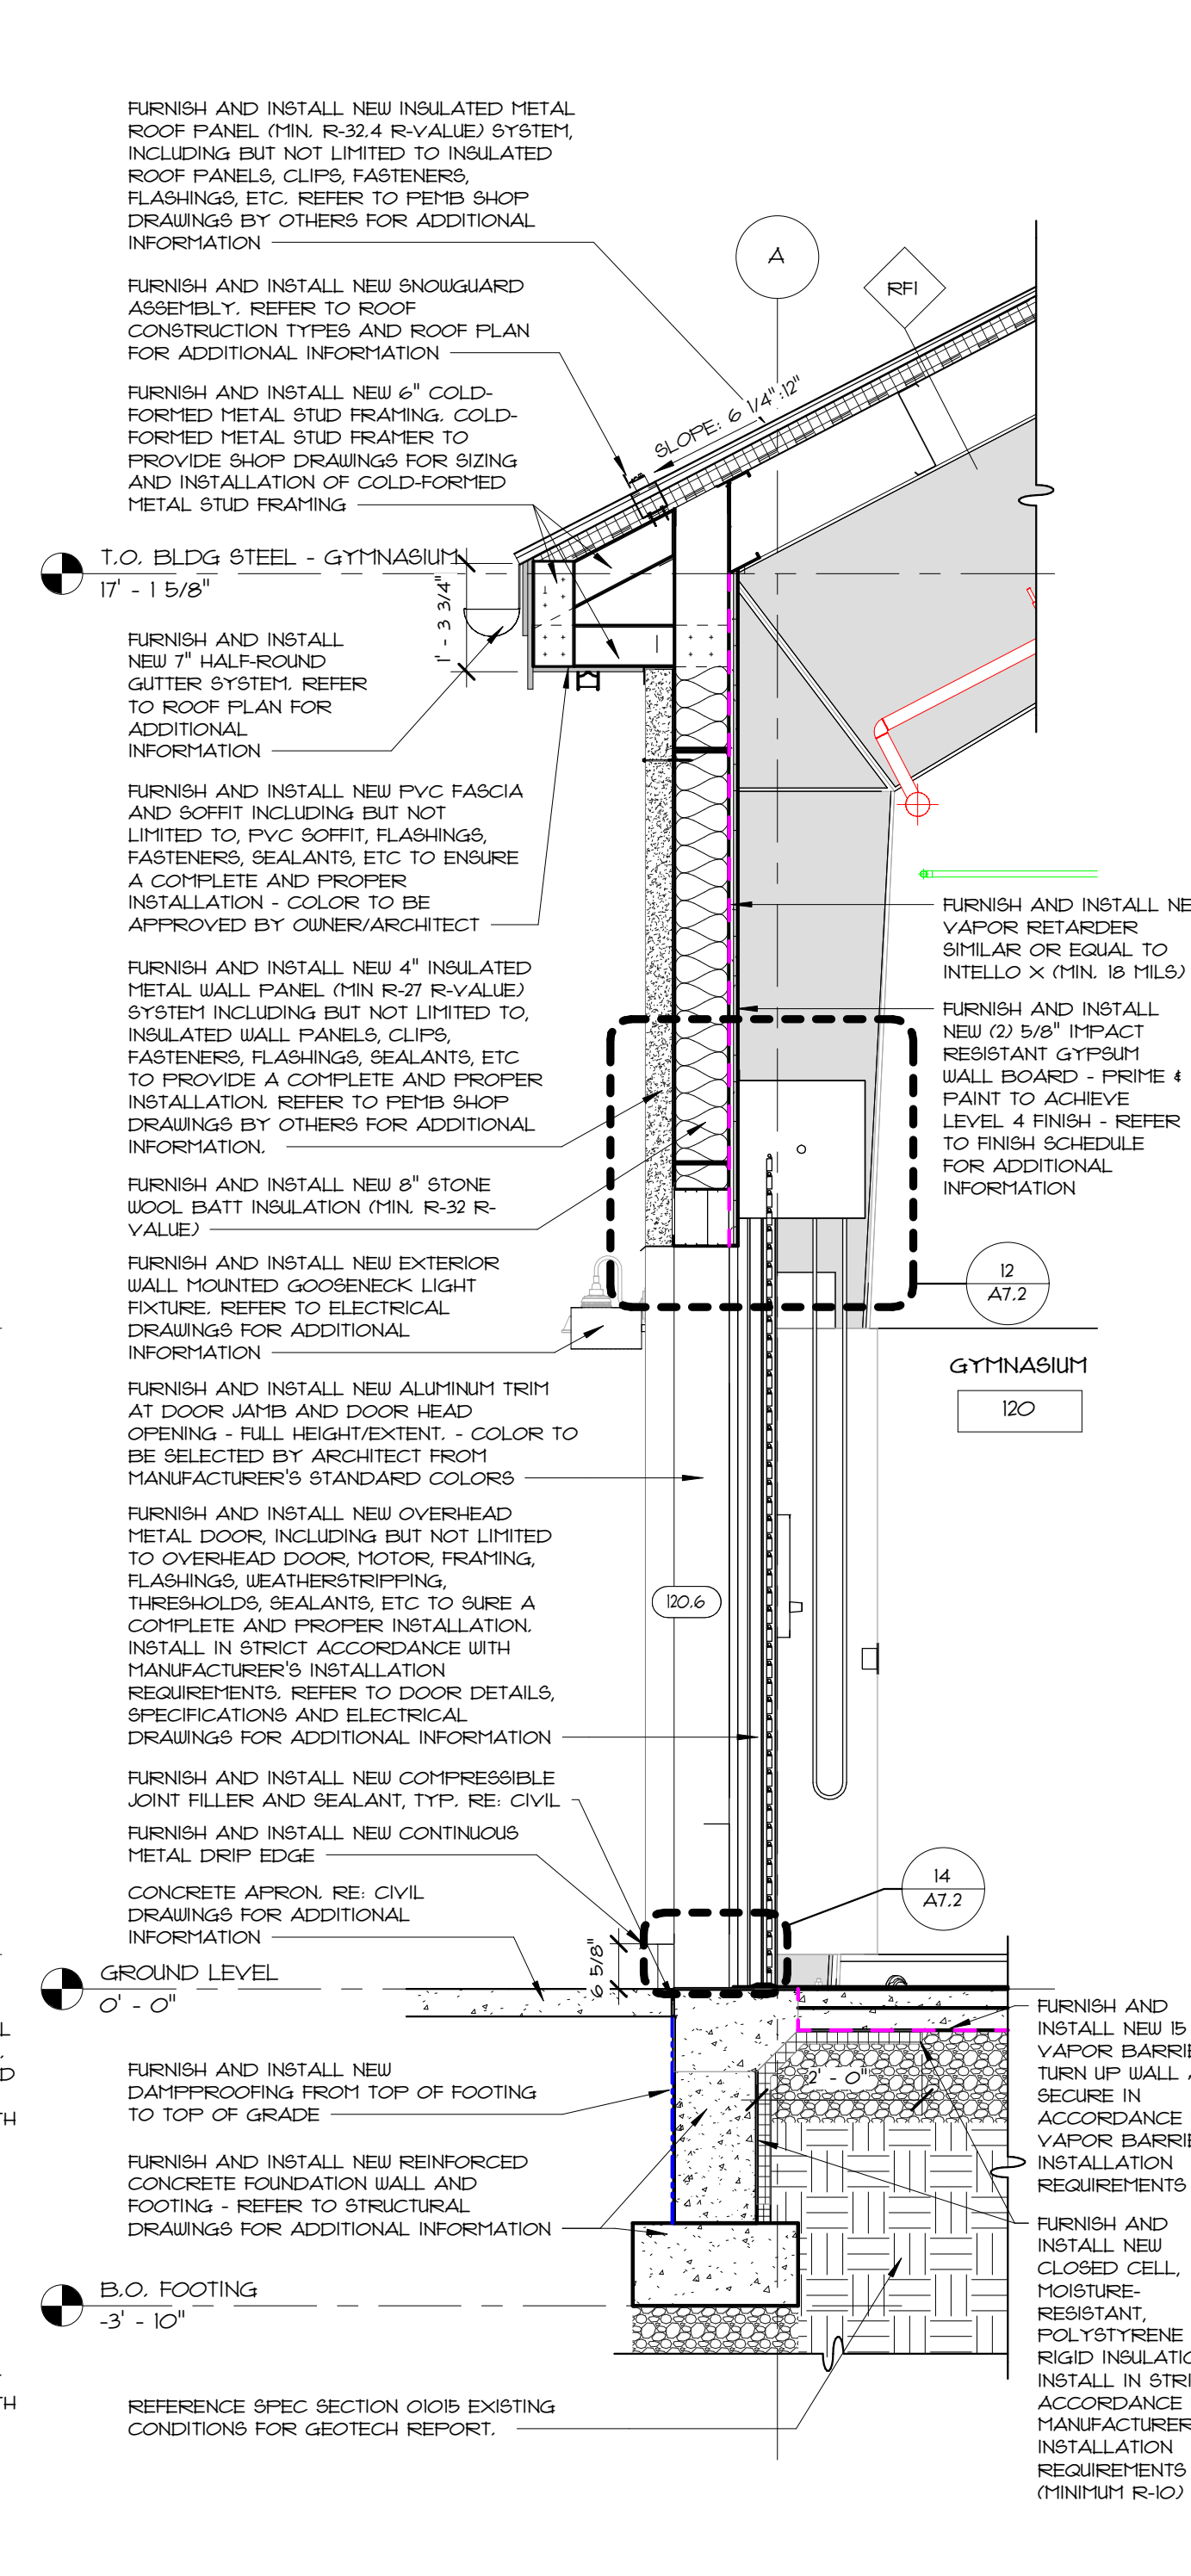 FURNISH AND INSTALL NEW INSULATED METAL
ROOF PANEL (MIN. R-32.4 R-VALUE) SYSTEM,
INCLUDING BUT NOT LIMITED TO INSULATED
ROOF PANELS, CLIPS, FASTENERS,
FLASHINGS, ETC. REFER TO PEMB SHOP
DRAWINGS BY OTHERS FOR ADDITIONAL
INFORMATION
A
RF1
FURNISH AND INSTALL NEW SNOWGUARD
ASSEMBLY. REFER TO ROOF
CONSTRUCTION TYPES AND ROOF PLAN
FOR ADDITIONAL INFORMATION
SLOPE: 6 1/4":12"
FURNISH AND INSTALL NEW 6" COLD-
FORMED METAL STUD FRAMING. COLD-
FORMED METAL STUD FRAMER TO
PROVIDE SHOP DRAWINGS FOR SIZING
AND INSTALLATION OF COLD-FORMED
METAL STUD FRAMING
T.O. BLDG STEEL - GYMNASIUM
17' - 1 5/8"
1' - 3 3/4"
FURNISH AND INSTALL
NEW 7" HALF-ROUND
GUTTER SYSTEM. REFER
TO ROOF PLAN FOR
ADDITIONAL
INFORMATION
FURNISH AND INSTALL NEW PVC FASCIA
AND SOFFIT INCLUDING BUT NOT
LIMITED TO, PVC SOFFIT, FLASHINGS,
FASTENERS, SEALANTS, ETC TO ENSURE
A COMPLETE AND PROPER
INSTALLATION - COLOR TO BE
APPROVED BY OWNER/ARCHITECT
FURNISH AND INSTALL NE
VAPOR RETARDER
SIMILAR OR EQUAL TO
INTELLO X (MIN. 18 MILS)
FURNISH AND INSTALL
NEW (2) 5/8" IMPACT
RESISTANT GYPSUM
WALL BOARD - PRIME &
PAINT TO ACHIEVE
LEVEL 4 FINISH - REFER
TO FINISH SCHEDULE
FOR ADDITIONAL
INFORMATION
FURNISH AND INSTALL NEW 4" INSULATED
METAL WALL PANEL (MIN R-27 R-VALUE)
SYSTEM INCLUDING BUT NOT LIMITED TO,
INSULATED WALL PANELS, CLIPS,
FASTENERS, FLASHINGS, SEALANTS, ETC
TO PROVIDE A COMPLETE AND PROPER
INSTALLATION. REFER TO PEMB SHOP
DRAWINGS BY OTHERS FOR ADDITIONAL
INFORMATION.
FURNISH AND INSTALL NEW 8" STONE
WOOL BATT INSULATION (MIN. R-32 R-
VALUE)
FURNISH AND INSTALL NEW EXTERIOR
WALL MOUNTED GOOSENECK LIGHT
FIXTURE. REFER TO ELECTRICAL
DRAWINGS FOR ADDITIONAL
INFORMATION
12
A7.2
GYMNASIUM
120
FURNISH AND INSTALL NEW ALUMINUM TRIM
AT DOOR JAMB AND DOOR HEAD
OPENING - FULL HEIGHT/EXTENT. - COLOR TO
BE SELECTED BY ARCHITECT FROM
MANUFACTURER'S STANDARD COLORS
FURNISH AND INSTALL NEW OVERHEAD
METAL DOOR, INCLUDING BUT NOT LIMITED
TO OVERHEAD DOOR, MOTOR, FRAMING,
FLASHINGS, WEATHERSTRIPPING,
THRESHOLDS, SEALANTS, ETC TO SURE A
COMPLETE AND PROPER INSTALLATION.
INSTALL IN STRICT ACCORDANCE WITH
MANUFACTURER'S INSTALLATION
REQUIREMENTS. REFER TO DOOR DETAILS,
SPECIFICATIONS AND ELECTRICAL
DRAWINGS FOR ADDITIONAL INFORMATION
120.6
FURNISH AND INSTALL NEW COMPRESSIBLE
JOINT FILLER AND SEALANT, TYP. RE: CIVIL
FURNISH AND INSTALL NEW CONTINUOUS
METAL DRIP EDGE
CONCRETE APRON. RE: CIVIL
DRAWINGS FOR ADDITIONAL
INFORMATION
14
A7.2
6 5/8"
GROUND LEVEL
0' - 0"
L
.
D
TH
TH
FURNISH AND INSTALL NEW
DAMPPROOFING FROM TOP OF FOOTING
TO TOP OF GRADE
2' - 0"
FURNISH AND INSTALL NEW REINFORCED
CONCRETE FOUNDATION WALL AND
FOOTING - REFER TO STRUCTURAL
DRAWINGS FOR ADDITIONAL INFORMATION
FURNISH AND
INSTALL NEW 15
VAPOR BARRIE
TURN UP WALL
SECURE IN
ACCORDANCE
VAPOR BARRIE
INSTALLATION
REQUIREMENTS
FURNISH AND
INSTALL NEW
CLOSED CELL,
MOISTURE-
RESISTANT,
POLYSTYRENE
RIGID INSULATIO
INSTALL IN STRI
ACCORDANCE
MANUFACTURER
INSTALLATION
REQUIREMENTS
(MINIMUM R-10)
B.O. FOOTING
-3' - 10"
REFERENCE SPEC SECTION 01015 EXISTING
CONDITIONS FOR GEOTECH REPORT.